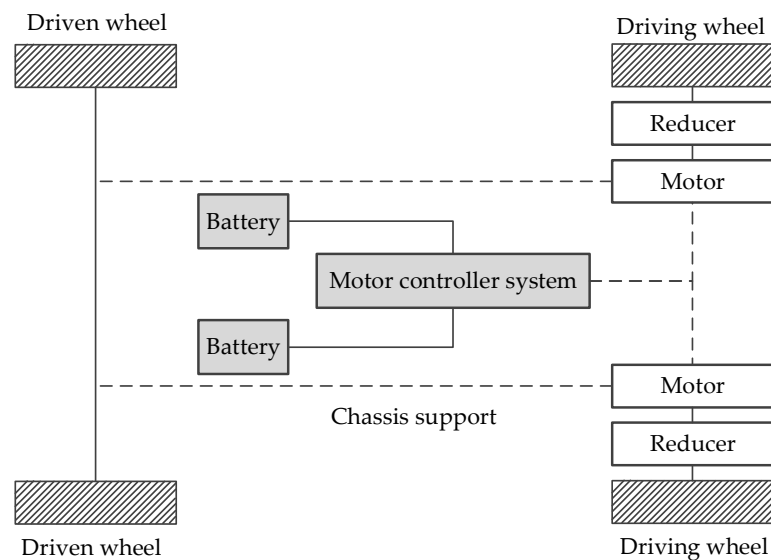 Driven wheel
Driving wheel
Reducer
Motor
Battery
Motor controller system
Battery
Motor
Chassis support
Reducer
Driven wheel
Driving wheel